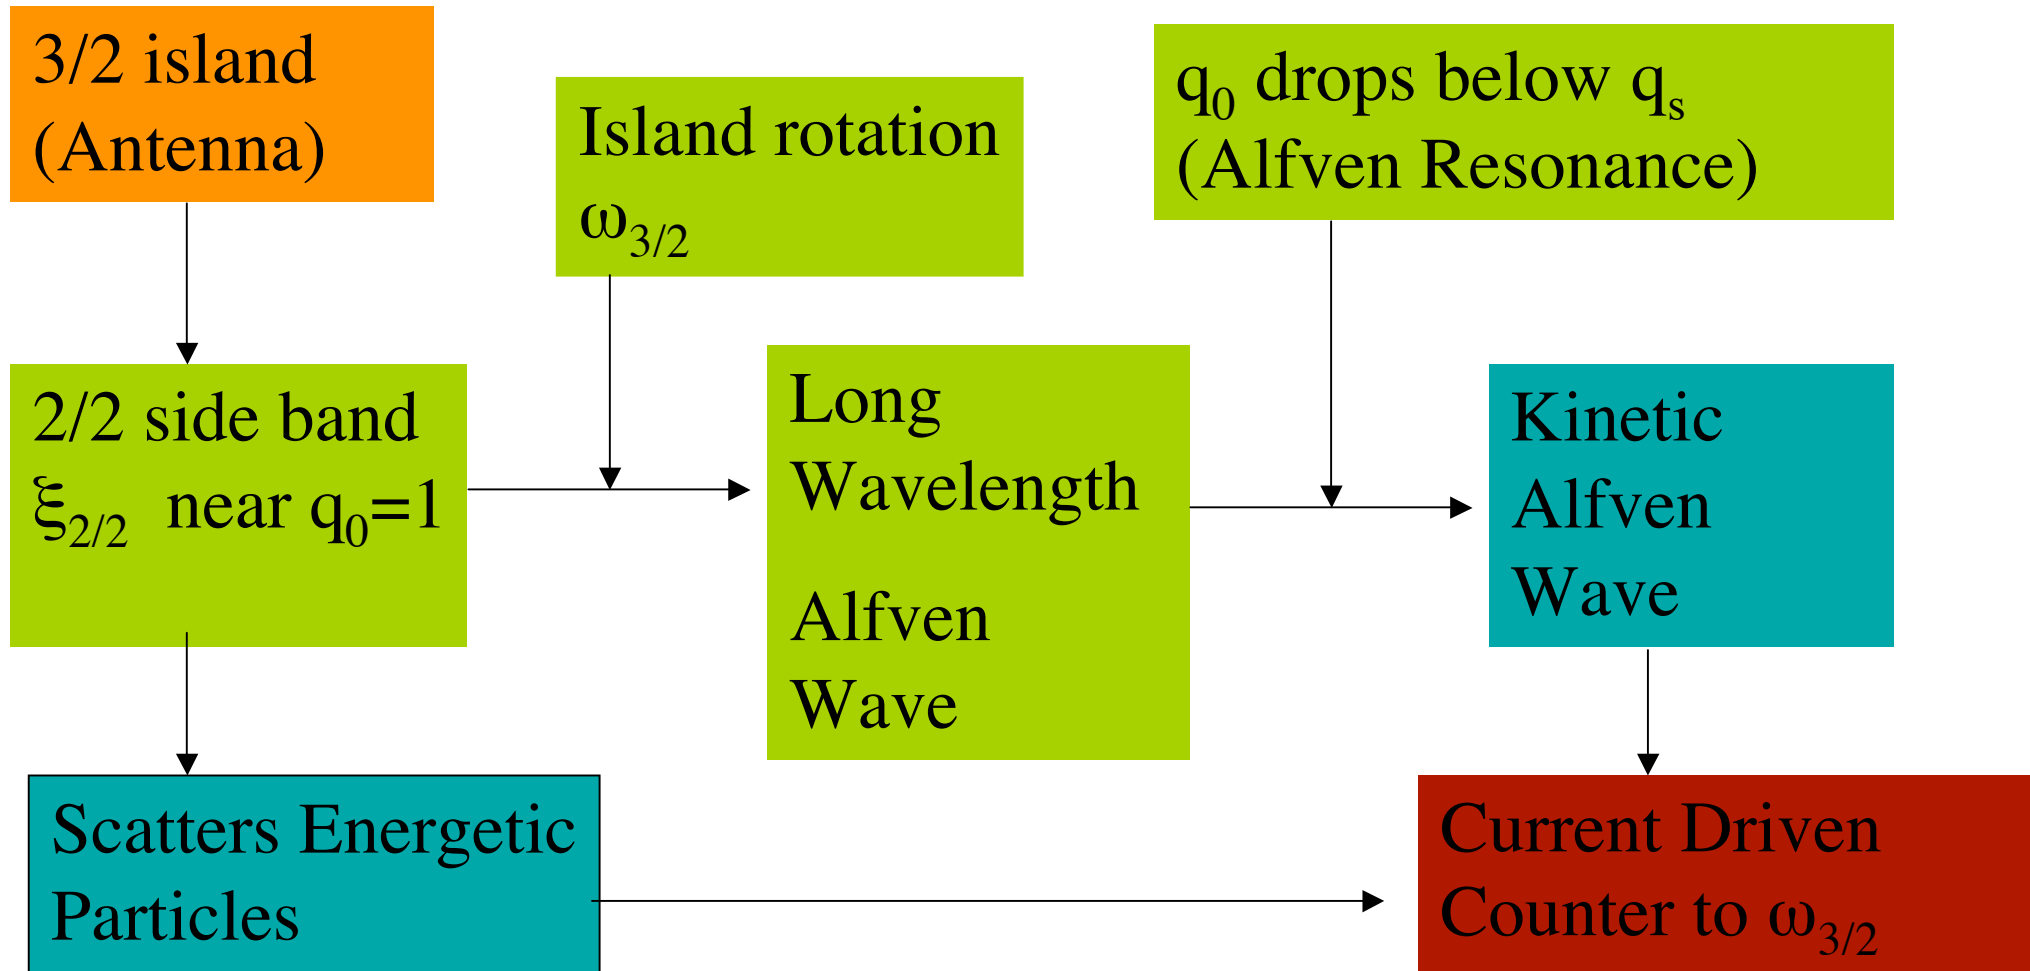 3/2 island
(Antenna)
Island rotation
ω3/2
q0 drops below qs
(Alfven Resonance)
2/2 side band
ξ2/2 near q0=1
Long
Wavelength
Alfven
Wave
Kinetic
Alfven
Wave
Scatters Energetic
Particles
Current Driven
Counter to ω3/2